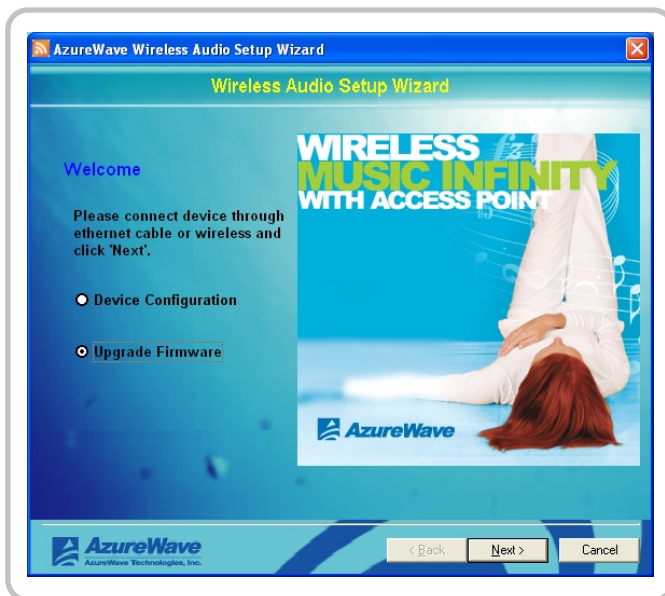 AzureWave Wireless Audio Setup Wizard
Wireless Audio Setup Wizard
Welcome
Please connect device through
ethernet cable or wireless and
click 'Next'.
Device Configuration
Upgrade Firmware
WIRELESS
MUSIC INFINITY
WITH ACCESS POINT
AzureWave
AzureWave
AzureWave Technologies, Inc.
< Back
Next >
Cancel